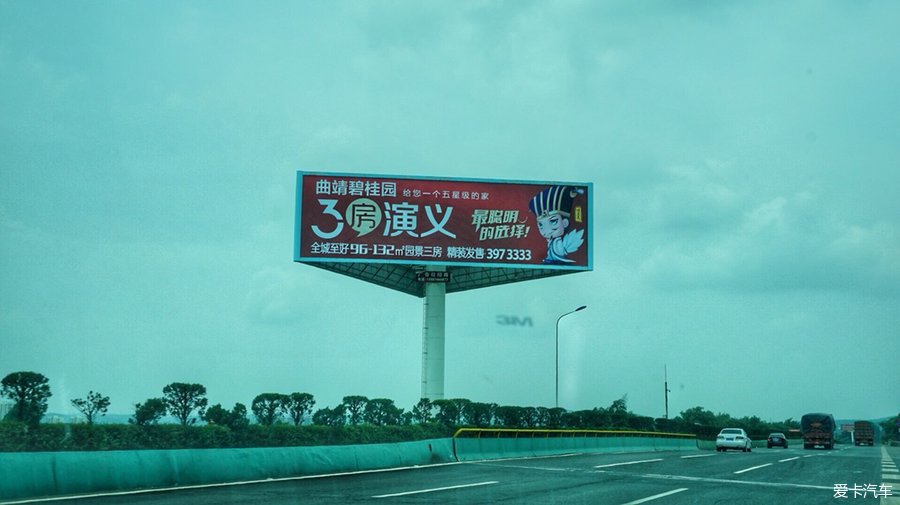 曲靖碧桂园 给您一个五星级的家
3房演义
最聪明
的选择!
全城至好96-132㎡园景三房 精装发售 397 3333
爱卡汽车